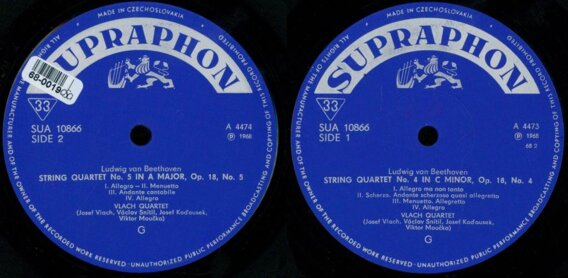 MADE IN CZECHOSLOVAKIA
ALL RIGHTS OF THE MANUFACTURER AND OF THE OWNER OF THE RECORDED WORK RESERVED · UNAUTHORIZED PUBLIC PERFORMANCE BROADCASTING AND COPYING OF THIS RECORD PROHIBITED
SUPRAPHON
68-0019
33
SUA 10866
SIDE 2
A 4474
Ⓟ 1968
Ludwig van Beethoven
STRING QUARTET No. 5 IN A MAJOR, Op. 18, No. 5
I. Allegro – II. Menuetto
III. Andante cantabile
IV. Allegro
VLACH QUARTET
(Josef Vlach, Václav Snítil, Josef Koďousek,
Viktor Moučka)
G
MADE IN CZECHOSLOVAKIA
ALL RIGHTS OF THE MANUFACTURER AND OF THE OWNER OF THE RECORDED WORK RESERVED · UNAUTHORIZED PUBLIC PERFORMANCE BROADCASTING AND COPYING OF THIS RECORD PROHIBITED
SUPRAPHON
33
SUA 10866
SIDE 1
A 4473
Ⓟ 1968
68 2
Ludwig van Beethoven
STRING QUARTET No. 4 IN C MINOR, Op. 18, No. 4
I. Allegro ma non tanto
II. Scherzo. Andante scherzoso quasi allegretto
III. Menuetto. Allegretto
IV. Allegro
VLACH QUARTET
(Josef Vlach, Václav Snítil, Josef Koďousek,
Viktor Moučka)
G